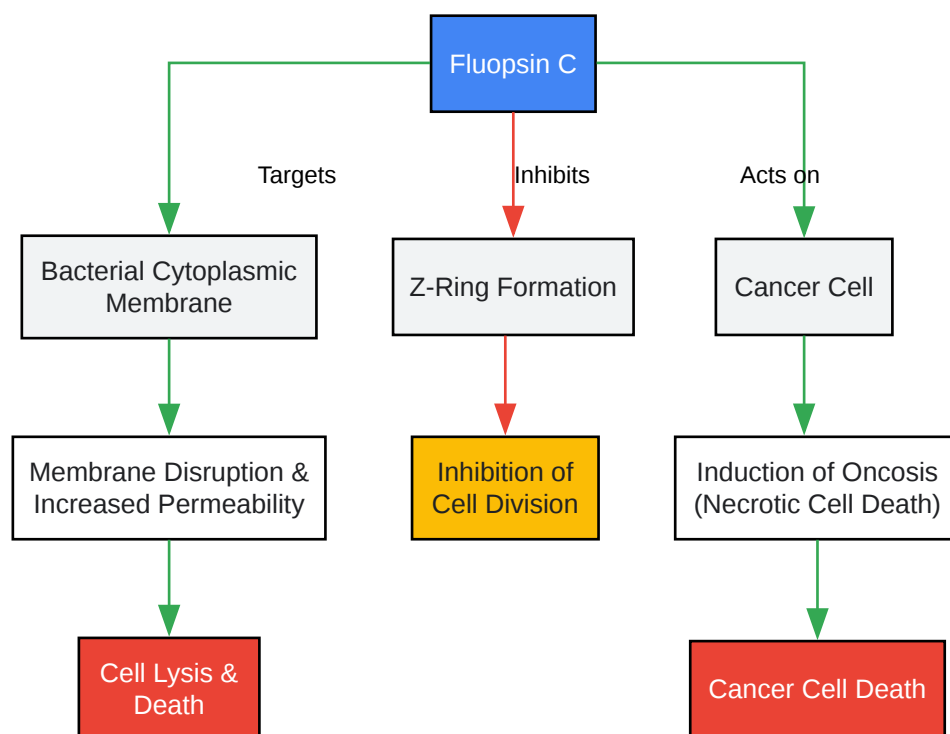 Fluopsin C
Targets
Inhibits
Acts on
Bacterial Cytoplasmic
Membrane
Z-Ring Formation
Cancer Cell
Membrane Disruption &
Increased Permeability
Inhibition of
Cell Division
Induction of Oncosis
(Necrotic Cell Death)
Cell Lysis &
Death
Cancer Cell Death